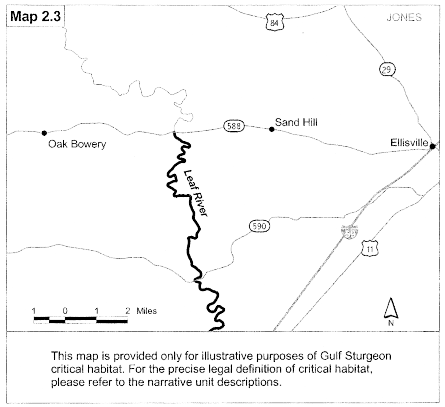 Map 2.3
84
JONES
29
588
Sand Hill
Oak Bowery
Ellisville
Leaf River
590
11
1 0 1 2 Miles
N
This map is provided only for illustrative purposes of Gulf Sturgeon
critical habitat. For the precise legal definition of critical habitat,
please refer to the narrative unit descriptions.